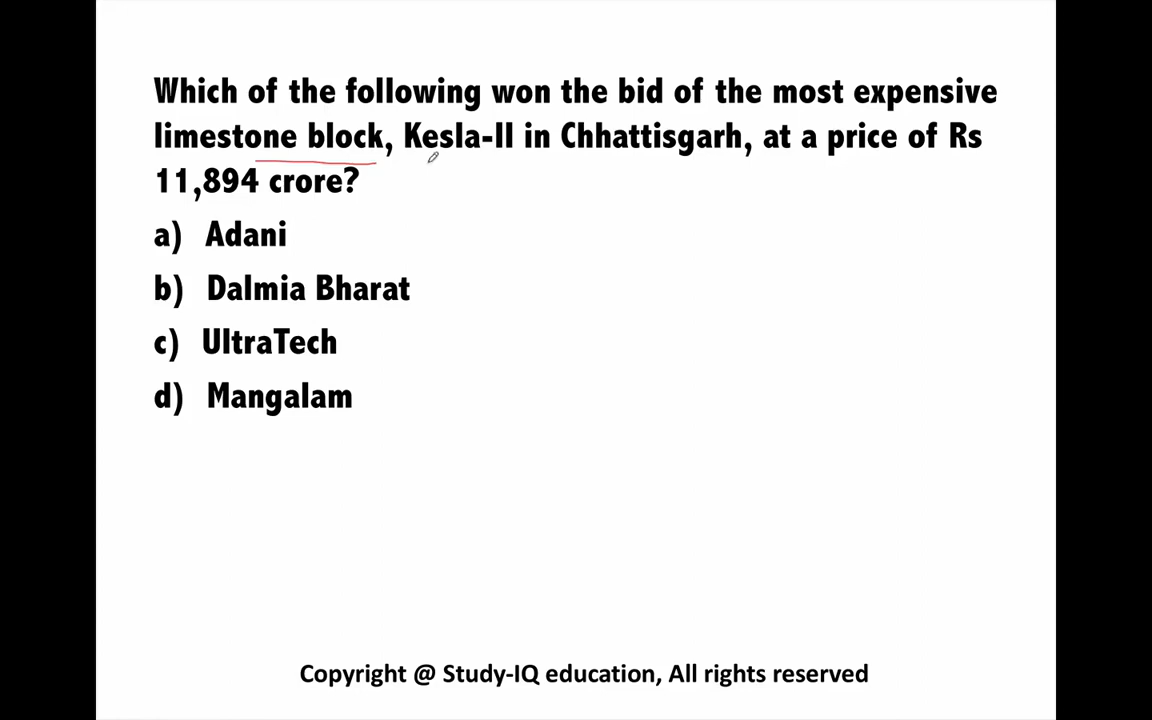 Which of the following won the bid of the most expensive
limestone block, Kesla-II in Chhattisgarh, at a price of Rs
11,894 crore?
a) Adani
b) Dalmia Bharat
c) UltraTech
d) Mangalam
Copyright @ Study-IQ education, All rights reserved